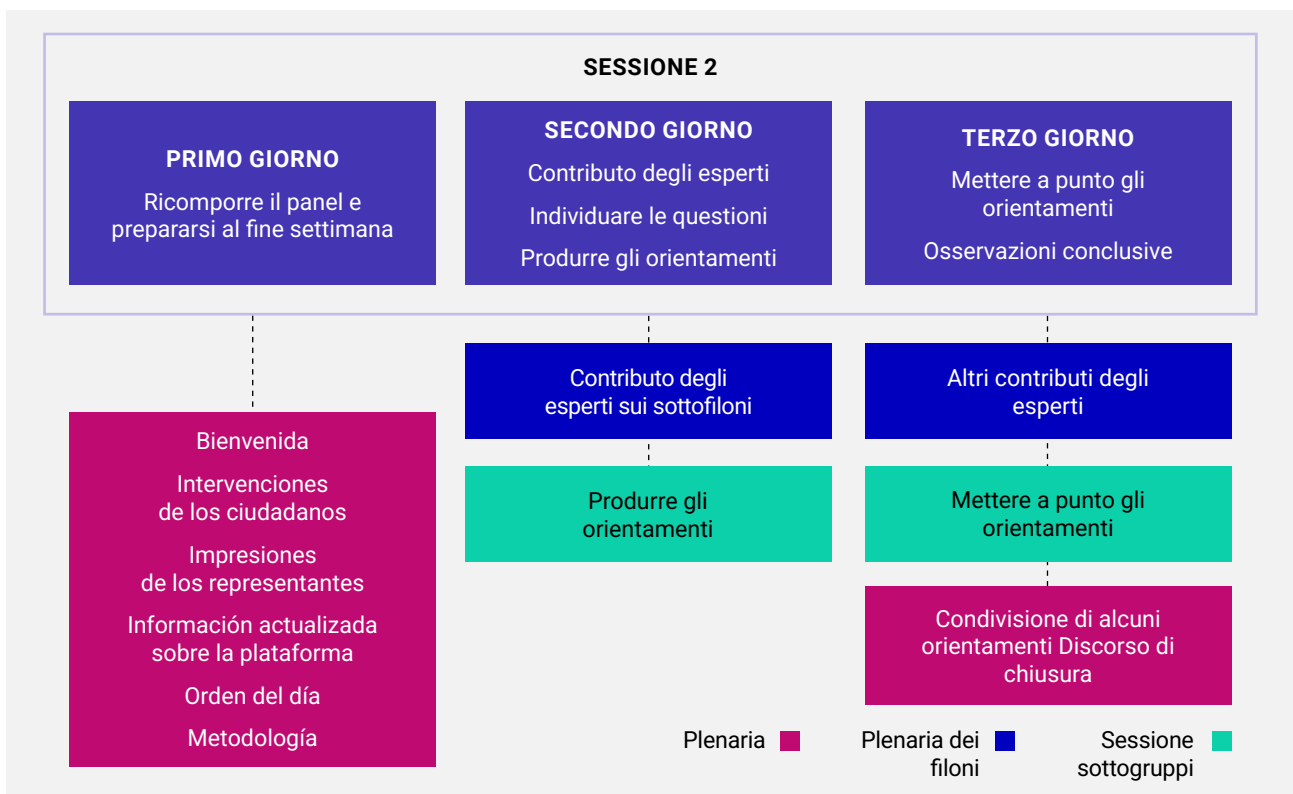 SESSIONE 2
PRIMO GIORNO
Ricomporre il panel e
prepararsi al fine settimana
SECONDO GIORNO
Contributo degli esperti
Individuare le questioni
Produrre gli orientamenti
TERZO GIORNO
Mettere a punto gli
orientamenti
Osservazioni conclusive
Bienvenida
Intervenciones
de los ciudadanos
Impresiones
de los representantes
Información actualizada
sobre la plataforma
Orden del día
Metodología
Contributo degli
esperti sui sottofiloni
Produrre gli
orientamenti
Altri contributi degli
esperti
Mettere a punto gli
orientamenti
Condivisione di alcuni
orientamenti Discorso di
chiusura
Plenaria
Plenaria dei
filoni
Sessione
sottogruppi